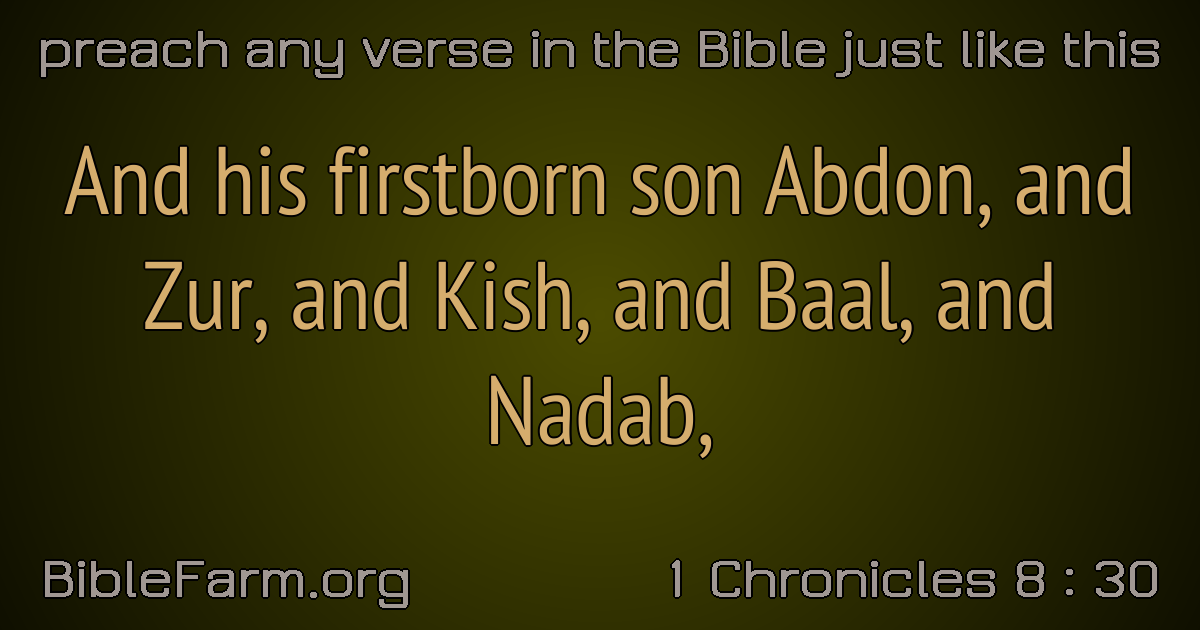 preach any verse in the Bible just like this
And his firstborn son Abdon, and
Zur, and Kish, and Baal, and
Nadab,
BibleFarm.org
1 Chronicles 8 : 30